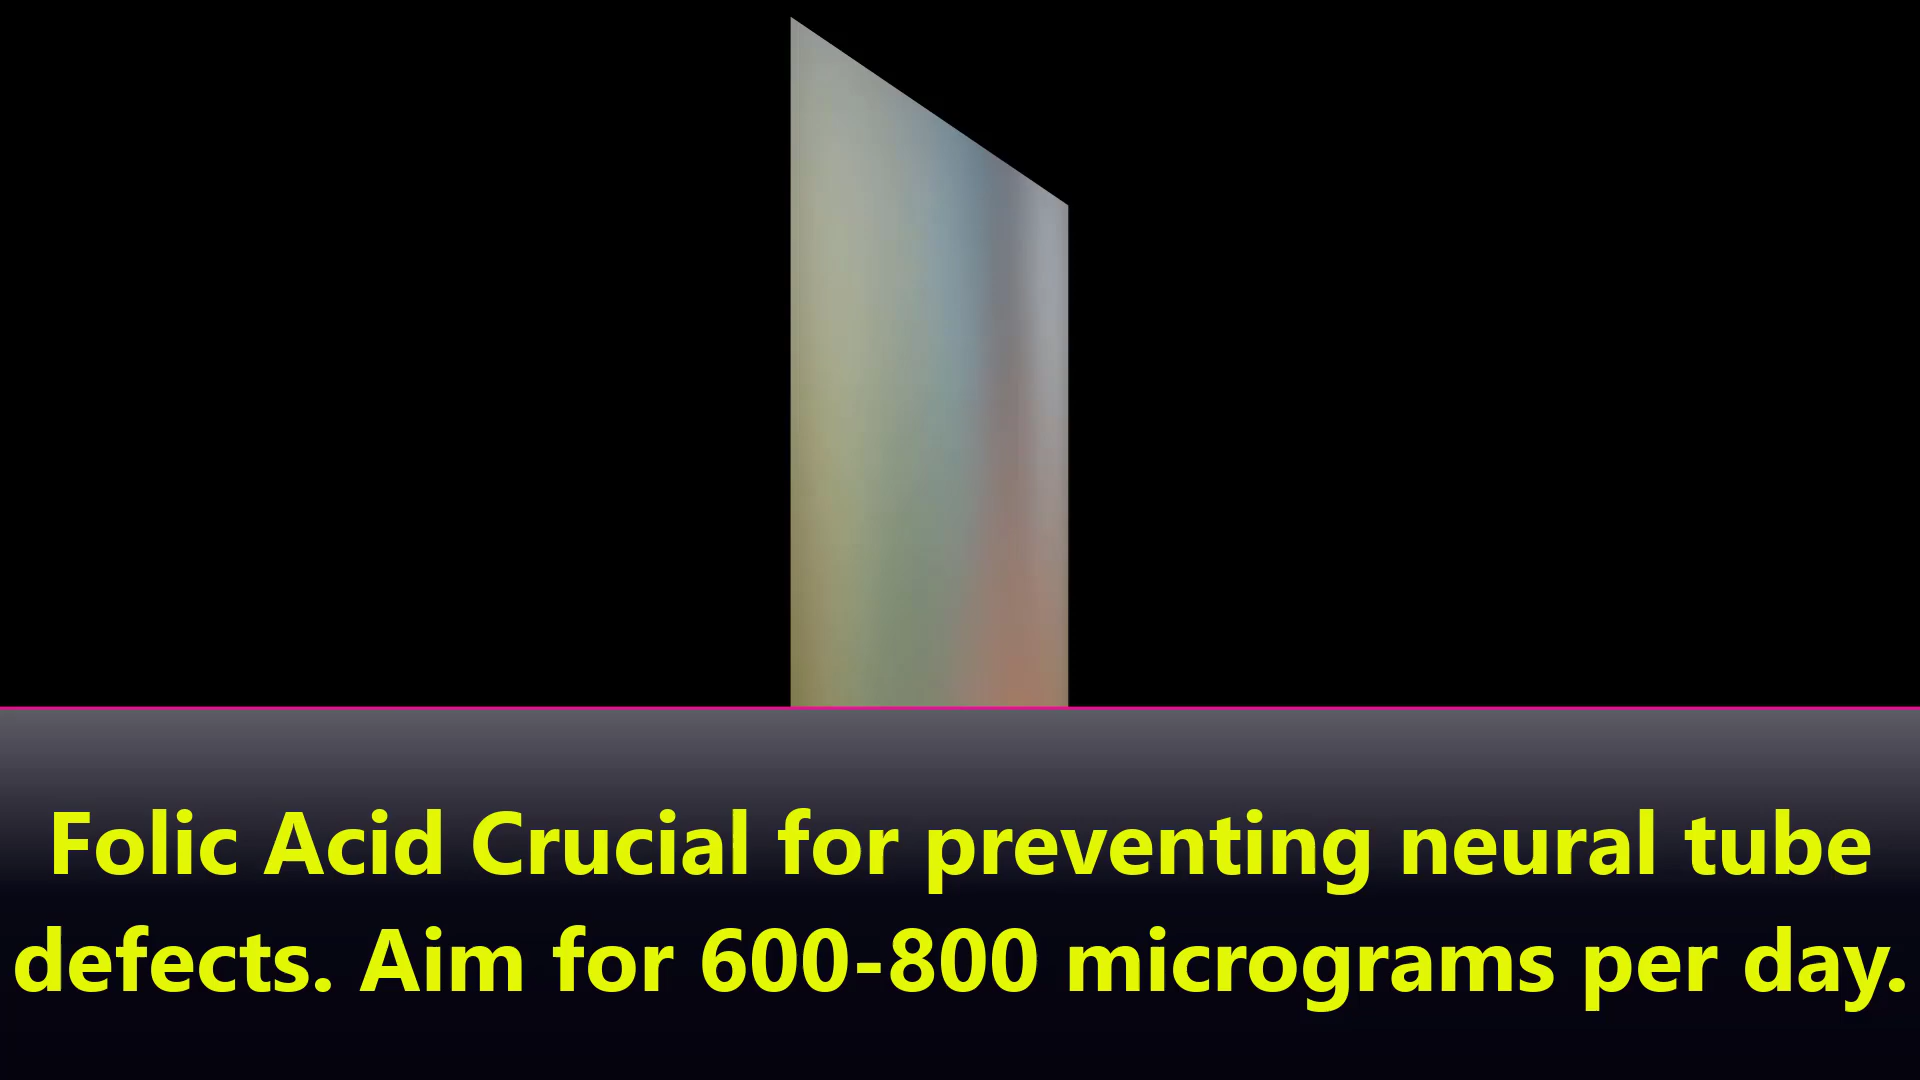 Folic Acid Crucial for preventing neural tube
defects. Aim for 600-800 micrograms per day.